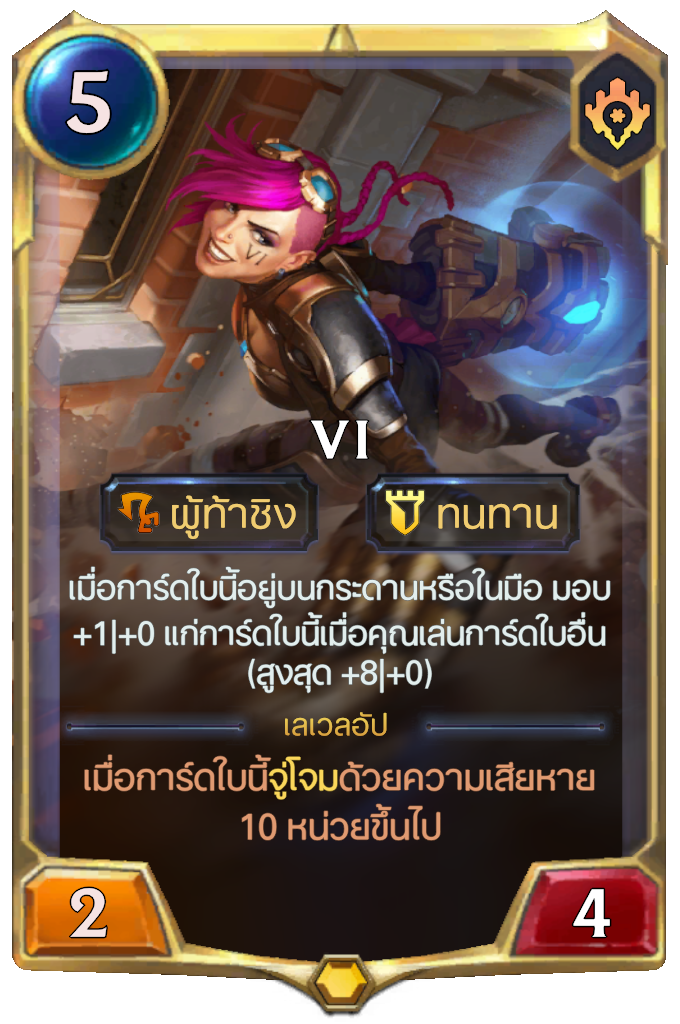 5
VI
VI
ผู้ท้าชิง
ทนทาน
เมื่อการ์ดใบนี้อยู่บนกระดานหรือในมือ มอบ
+1|+0 แก่การ์ดใบนี้เมื่อคุณเล่นการ์ดใบอื่น
(สูงสุด +8|+0)
เลเวลอัป
เมื่อการ์ดใบนี้จู่โจมด้วยความเสียหาย
10 หน่วยขึ้นไป
2
4